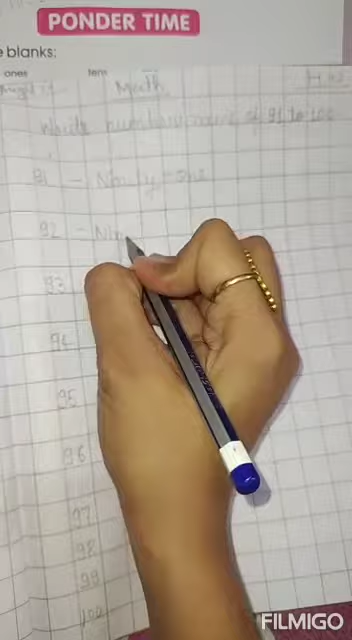 PONDER TIME
e blanks:
ones tens
Math
Write number names of 91 to 100
91 - Ninety-one
92 - Nin
93
94
95
96
97
98
99
100
FILMIGO